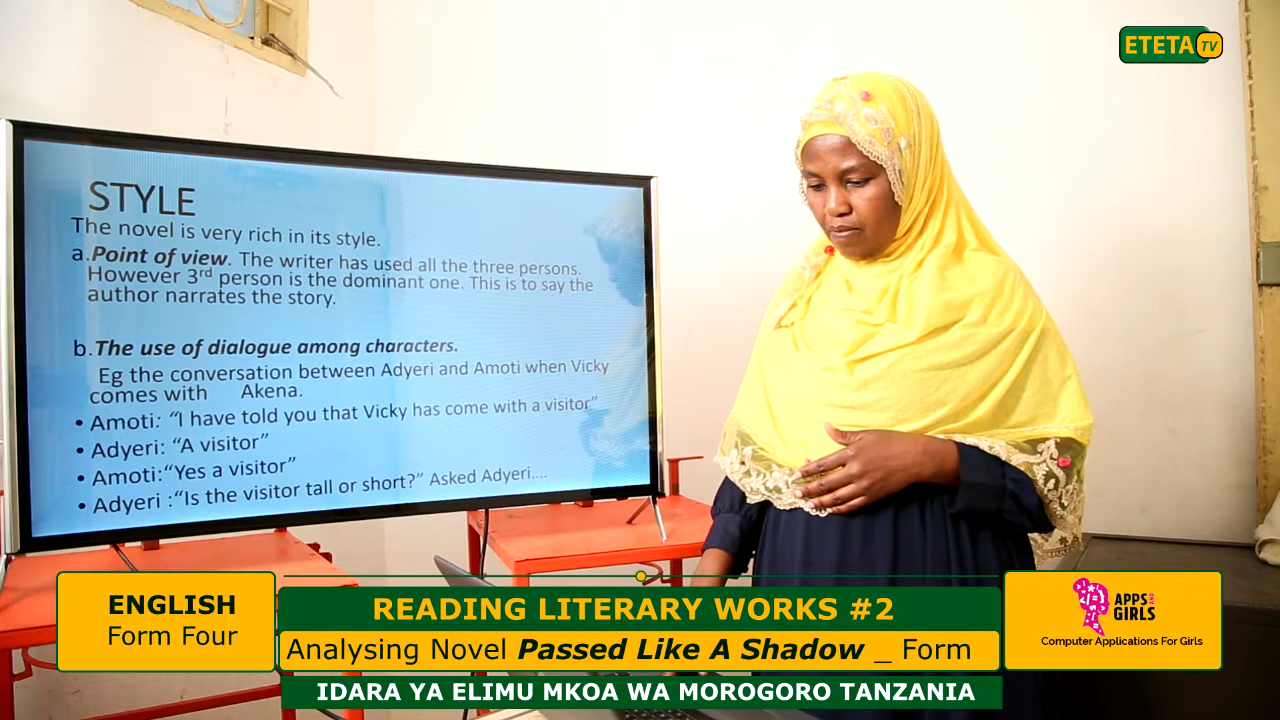 ETETA TV
STYLE
The novel is very rich in its style.
a.Point of view. The writer has used all the three persons.
However 3rd person is the dominant one. This is to say the
author narrates the story.
b.The use of dialogue among characters.
Eg the conversation between Adyeri and Amoti when Vicky
comes with Akena.
• Amoti: “I have told you that Vicky has come with a visitor”
• Adyeri: “A visitor”
• Amoti:“Yes a visitor”
• Adyeri :“Is the visitor tall or short?” Asked Adyeri....
ENGLISH
Form Four
READING LITERARY WORKS #2
Analysing Novel Passed Like A Shadow _ Form
IDARA YA ELIMU MKOA WA MOROGORO TANZANIA
APPS AND
GIRLS
Computer Applications For Girls